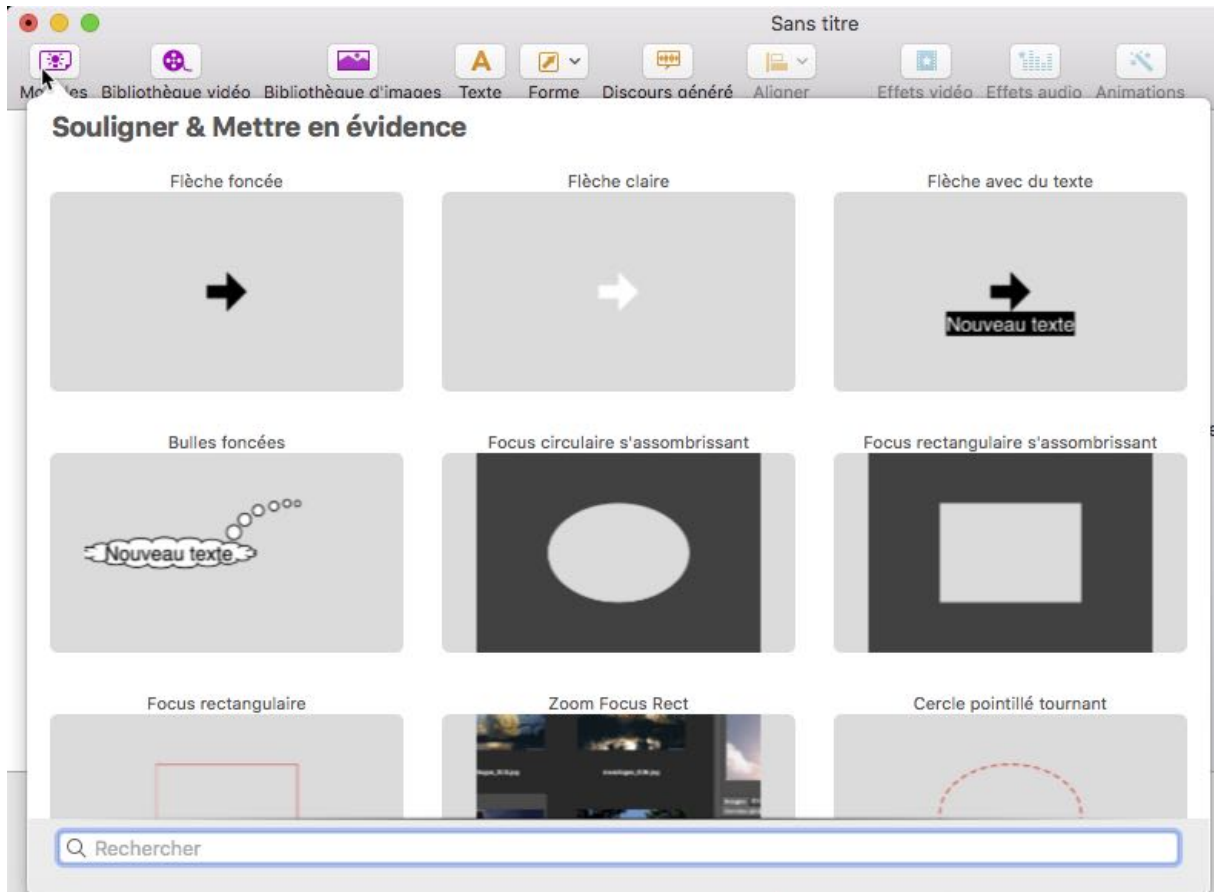 Sans titre
Modèles Bibliothèque vidéo Bibliothèque d'images Texte Forme Discours généré Aligner Effets vidéo Effets audio Animations
Souligner & Mettre en évidence
Flèche foncée Flèche claire Flèche avec du texte
Nouveau texte
Bulles foncées Focus circulaire s'assombrissant Focus rectangulaire s'assombrissant
Nouveau texte
Focus rectangulaire Zoom Focus Rect Cercle pointillé tournant
Rechercher